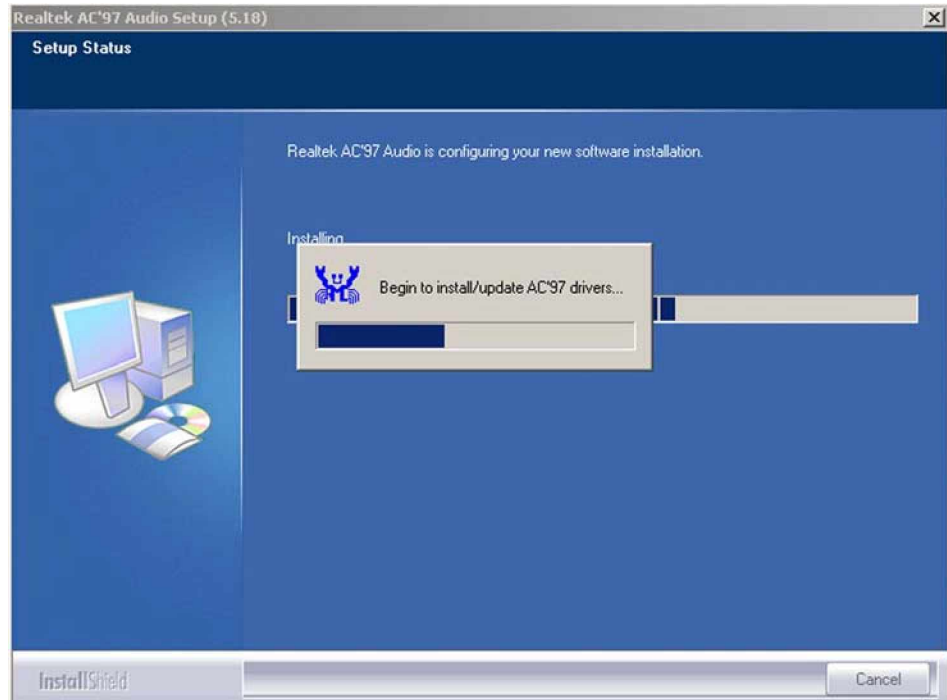 Realtek AC'97 Audio Setup (5.18)
Setup Status
Realtek AC'97 Audio is configuring your new software installation.
Installing
Begin to install/update AC'97 drivers...
InstallShield
Cancel